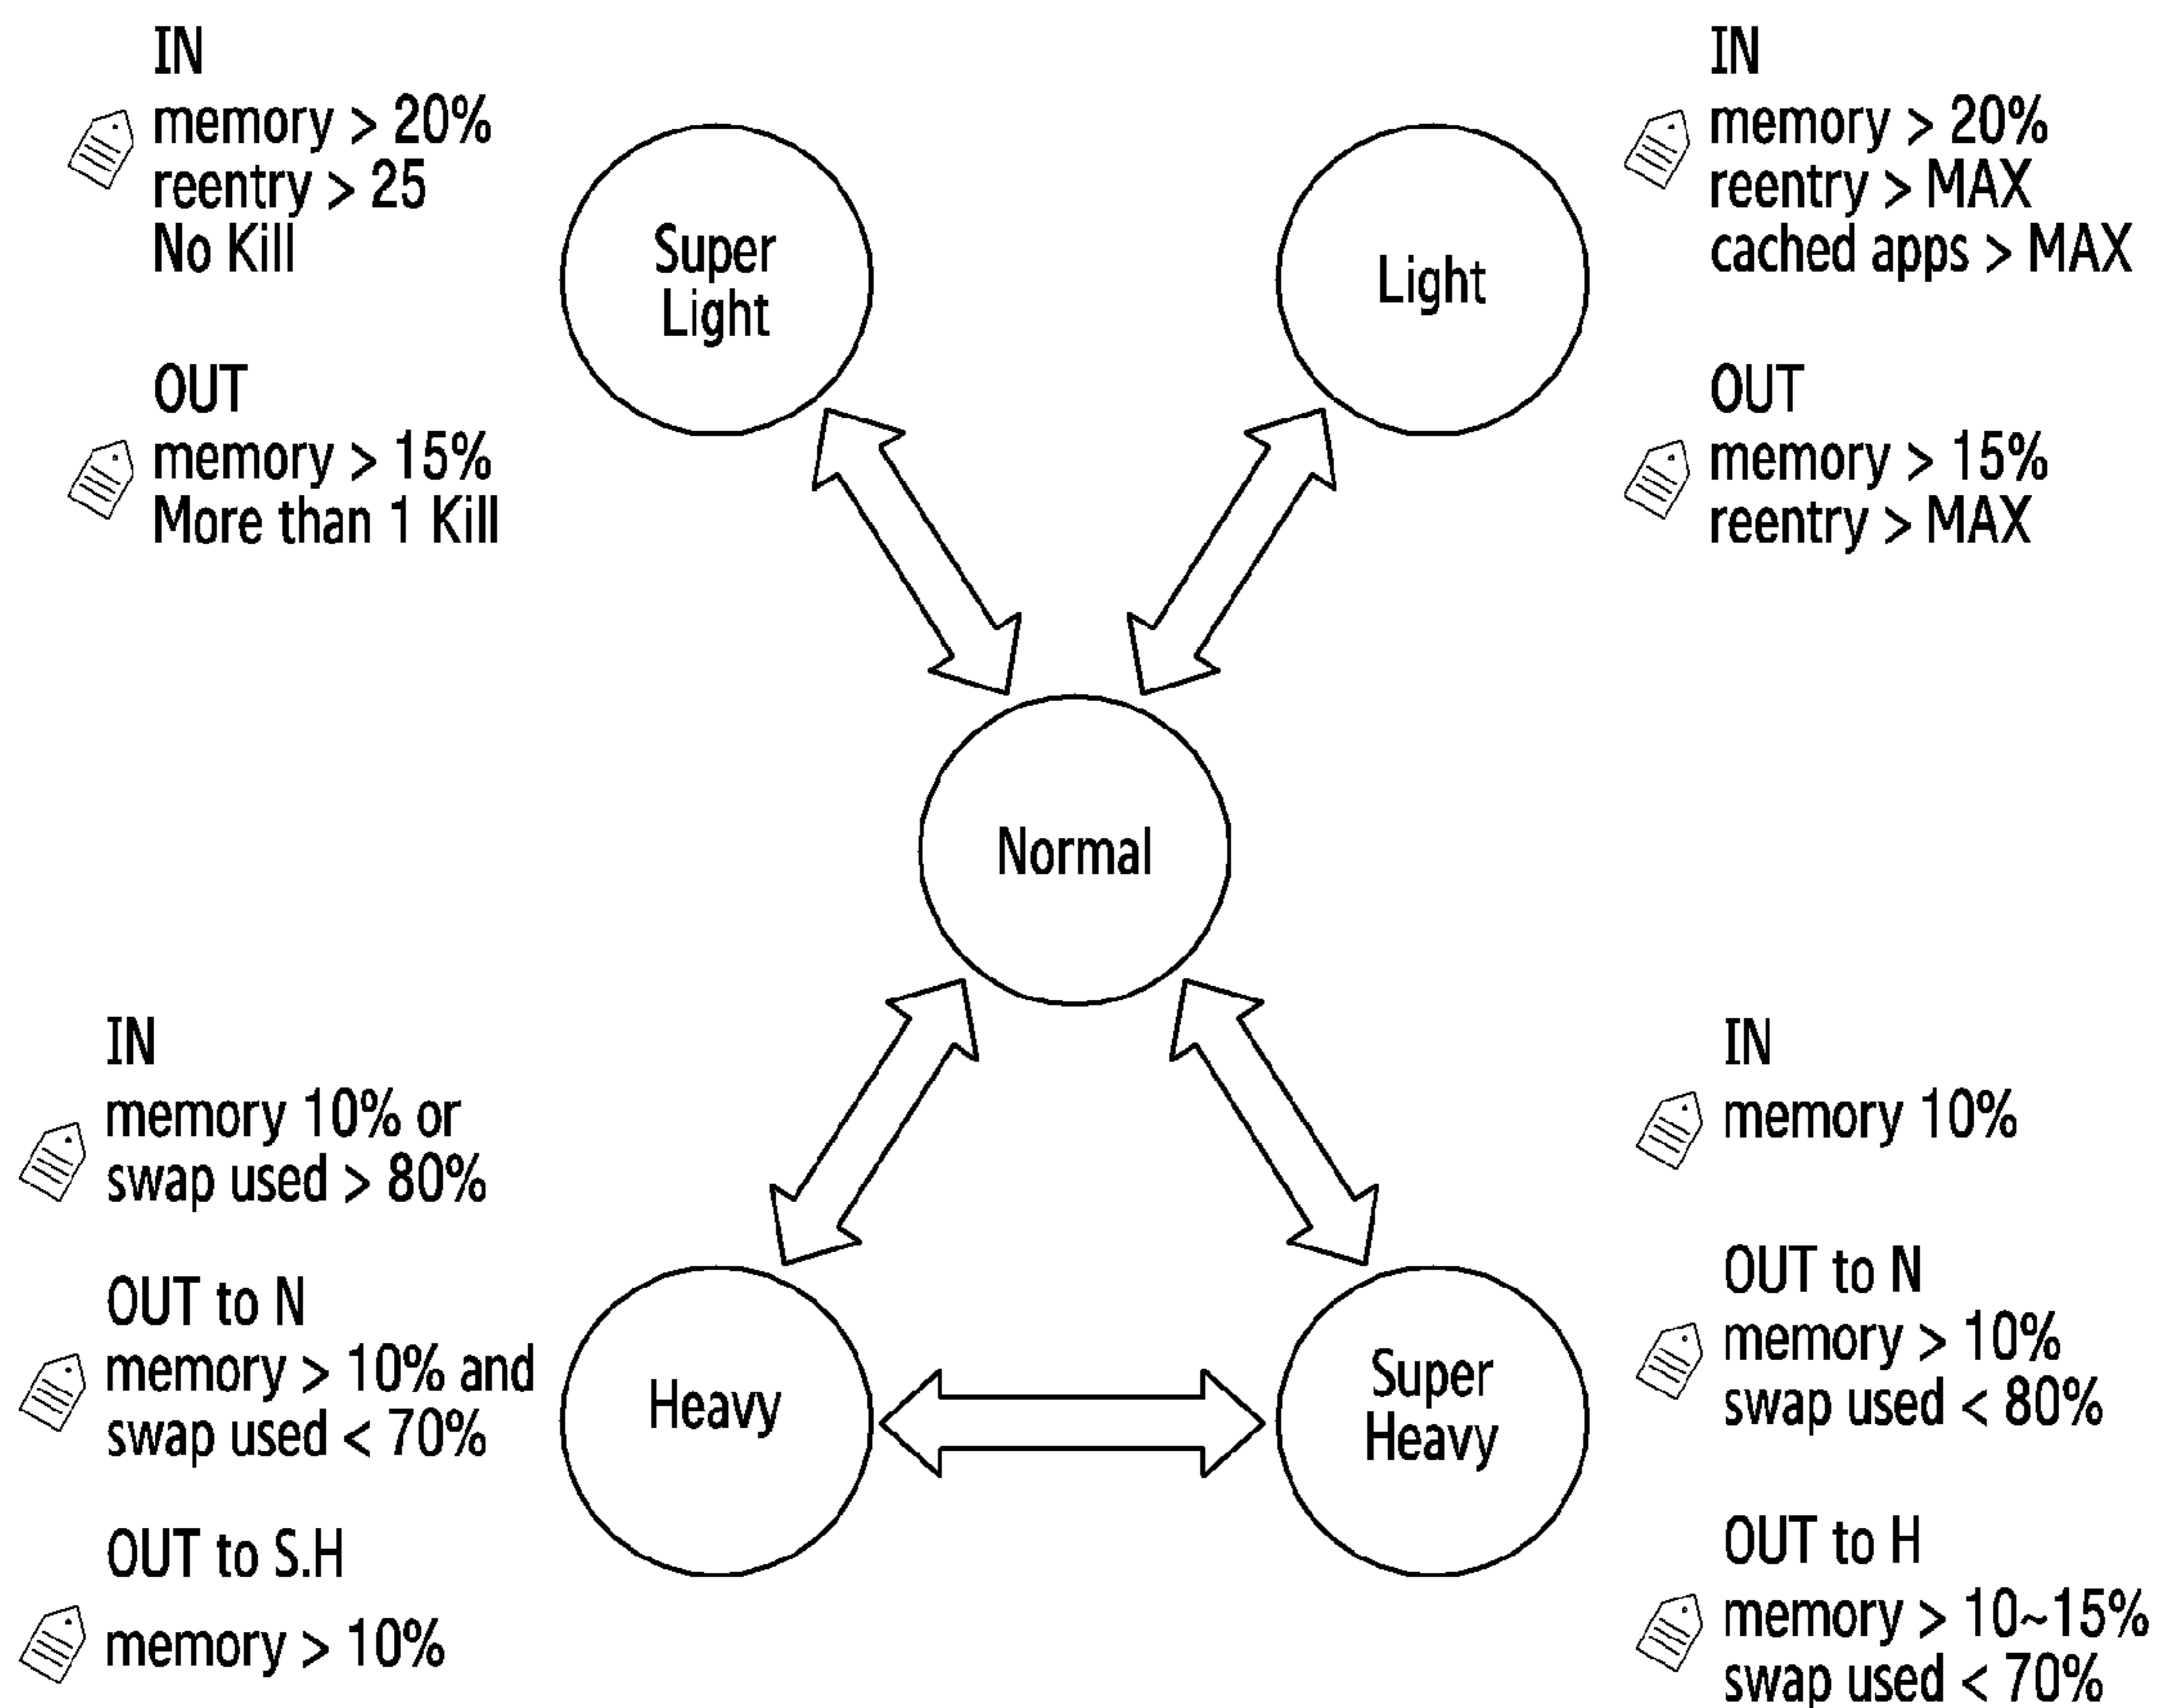 IN
memory > 20%
reentry > 25
No Kill
OUT
memory > 15%
More than 1 Kill
Super
Light
Light
IN
memory > 20%
reentry > MAX
cached apps > MAX
OUT
memory > 15%
reentry > MAX
Normal
IN
memory 10% or
swap used > 80%
OUT to N
memory > 10% and
swap used < 70%
OUT to S.H
memory > 10%
Heavy
Super
Heavy
IN
memory 10%
OUT to N
memory > 10%
swap used < 80%
OUT to H
memory > 10~15%
swap used < 70%